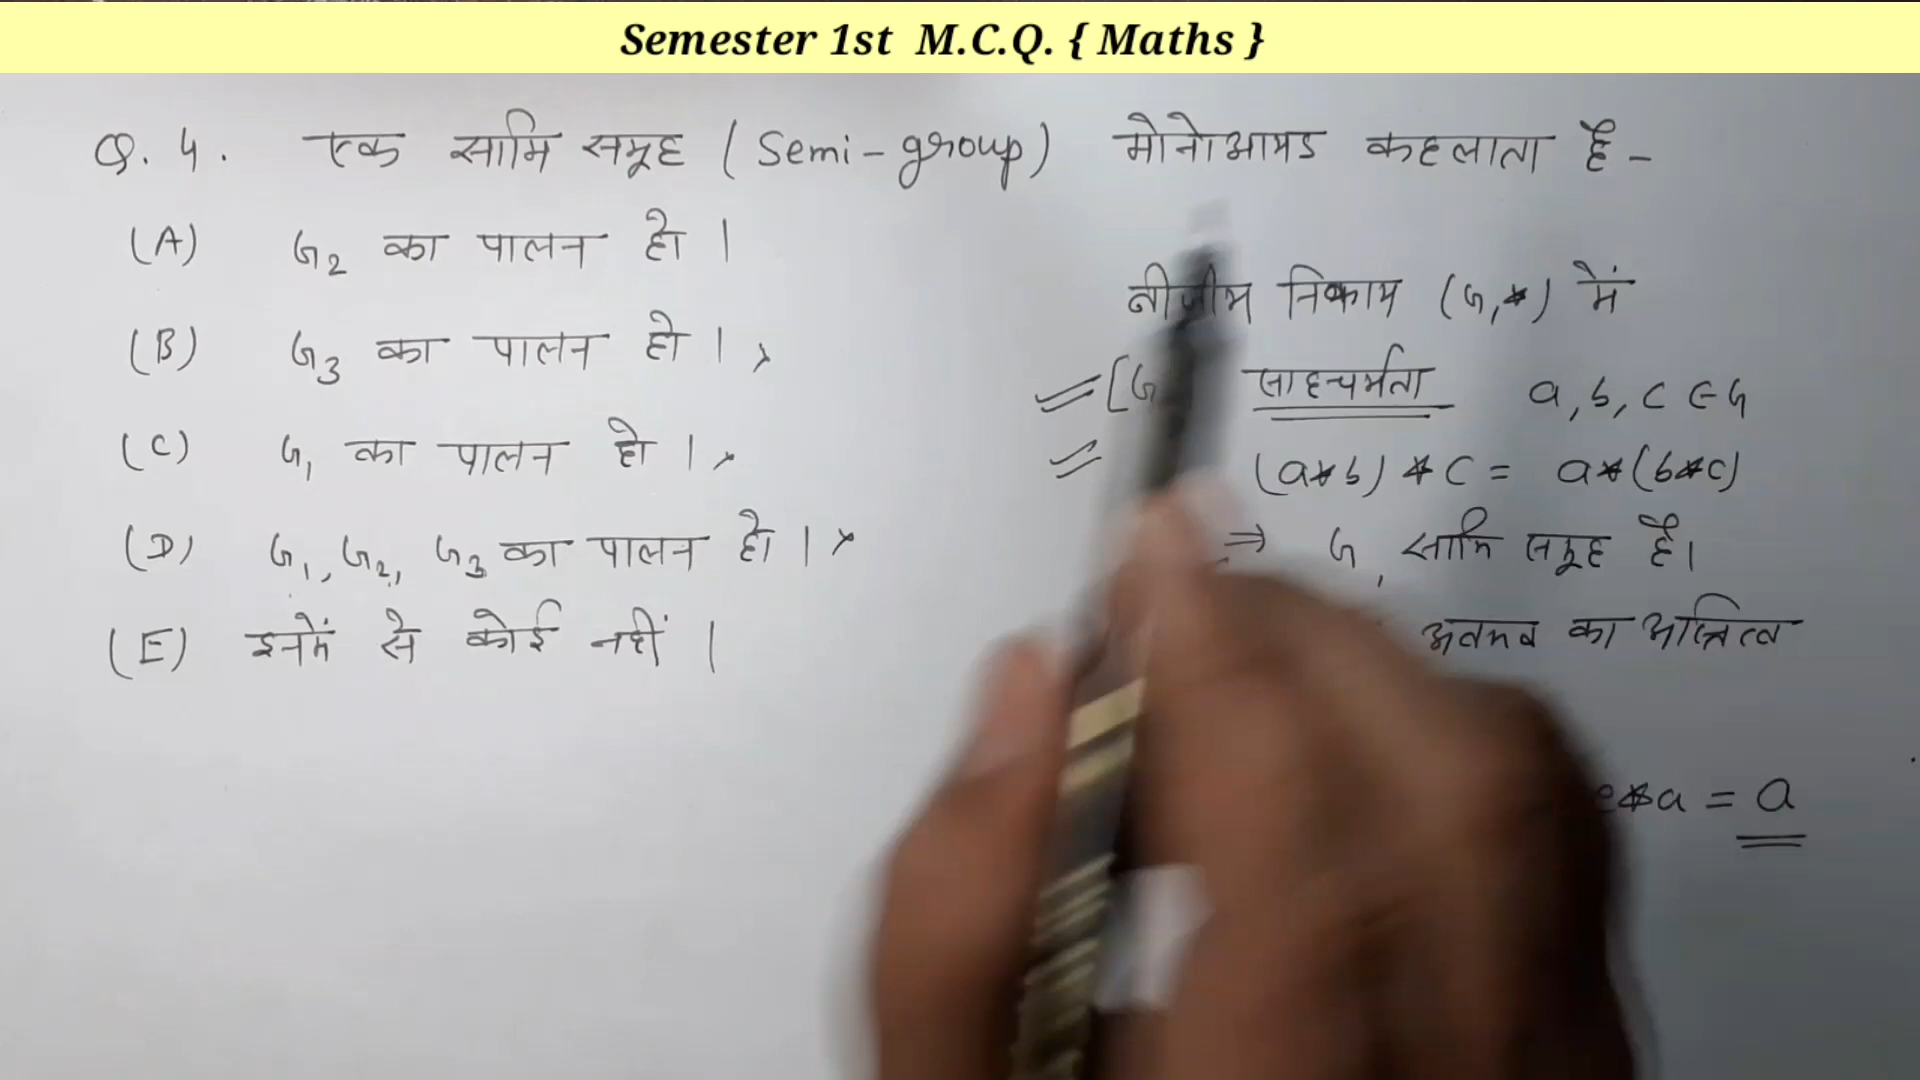 Semester 1st M.C.Q. { Maths }
Q. 4. एक सामि समूह ( Semi-group) मोनोआयड कहलाता है -
(A) G₂ का पालन हो ।
(B) G₃ का पालन हो । ×
(C) G₁ का पालन हो । ×
(D) G₁, G₂, G₃ का पालन हो । ×
(E) इनमें से कोई नहीं ।
निकाय (G,*) में
[G साहचर्यता a, b, c ∈ G
(a*b) * c = a*(b*c)
⇒ G, सामि समूह है।
अवयव का अस्तित्व
e*a = a